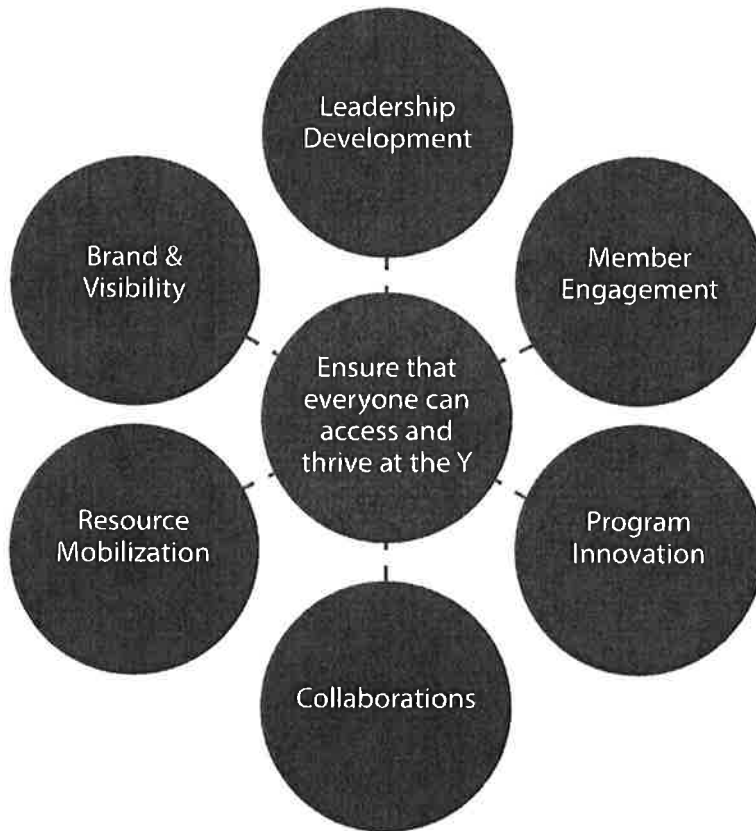 Leadership
Development
Brand &
Visibility
Member
Engagement
Ensure that
everyone can
access and
thrive at the Y
Resource
Mobilization
Program
Innovation
Collaborations